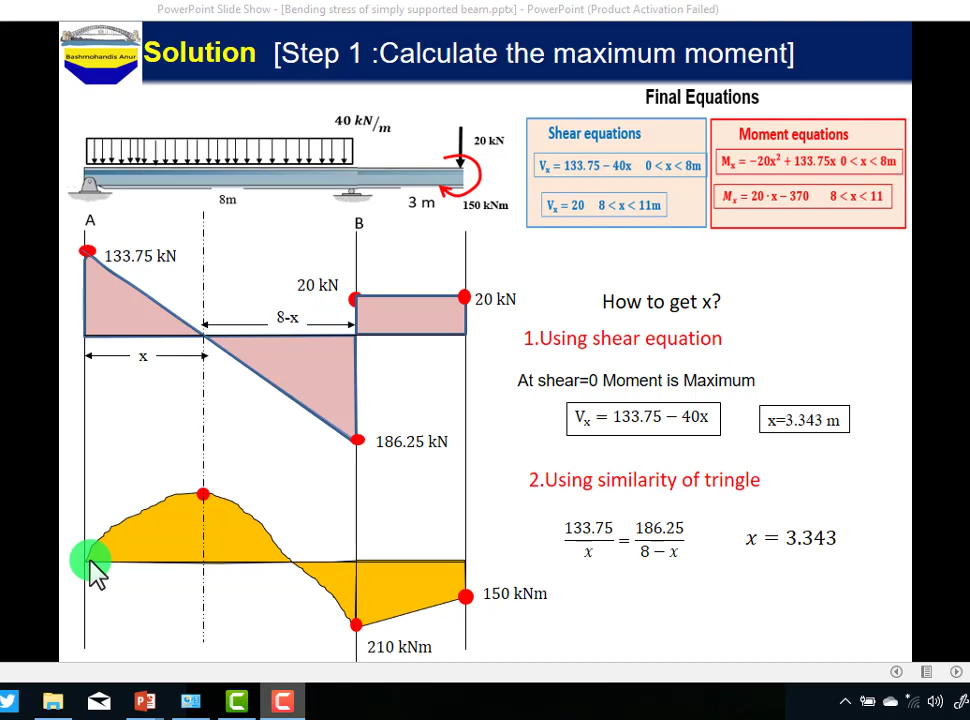 PowerPoint Slide Show - [Bending stress of simply supported beam.pptx] - PowerPoint (Product Activation Failed)
Bashmohandis Anur
Solution [Step 1 :Calculate the maximum moment]
Final Equations
Shear equations
Vₓ = 133.75 − 40x 0 < x < 8m
Vₓ = 20 8 < x < 11m
Moment equations
Mₓ = −20x² + 133.75x 0 < x < 8m
Mₓ = 20 · x − 370 8 < x < 11
40 kN/m
20 kN
8m
3 m
150 kNm
A
B
133.75 kN
20 kN
20 kN
8-x
x
186.25 kN
How to get x?
1.Using shear equation
At shear=0 Moment is Maximum
Vₓ = 133.75 − 40x
x=3.343 m
2.Using similarity of tringle
133.75/x = 186.25/8 − x
x = 3.343
150 kNm
210 kNm